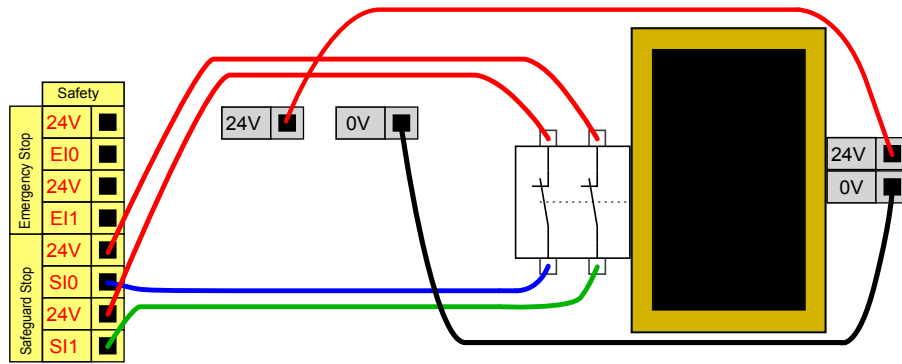 Safety
Emergency Stop
24V
EI0
24V
EI1
Safeguard Stop
24V
SI0
24V
SI1
24V
0V
24V
0V